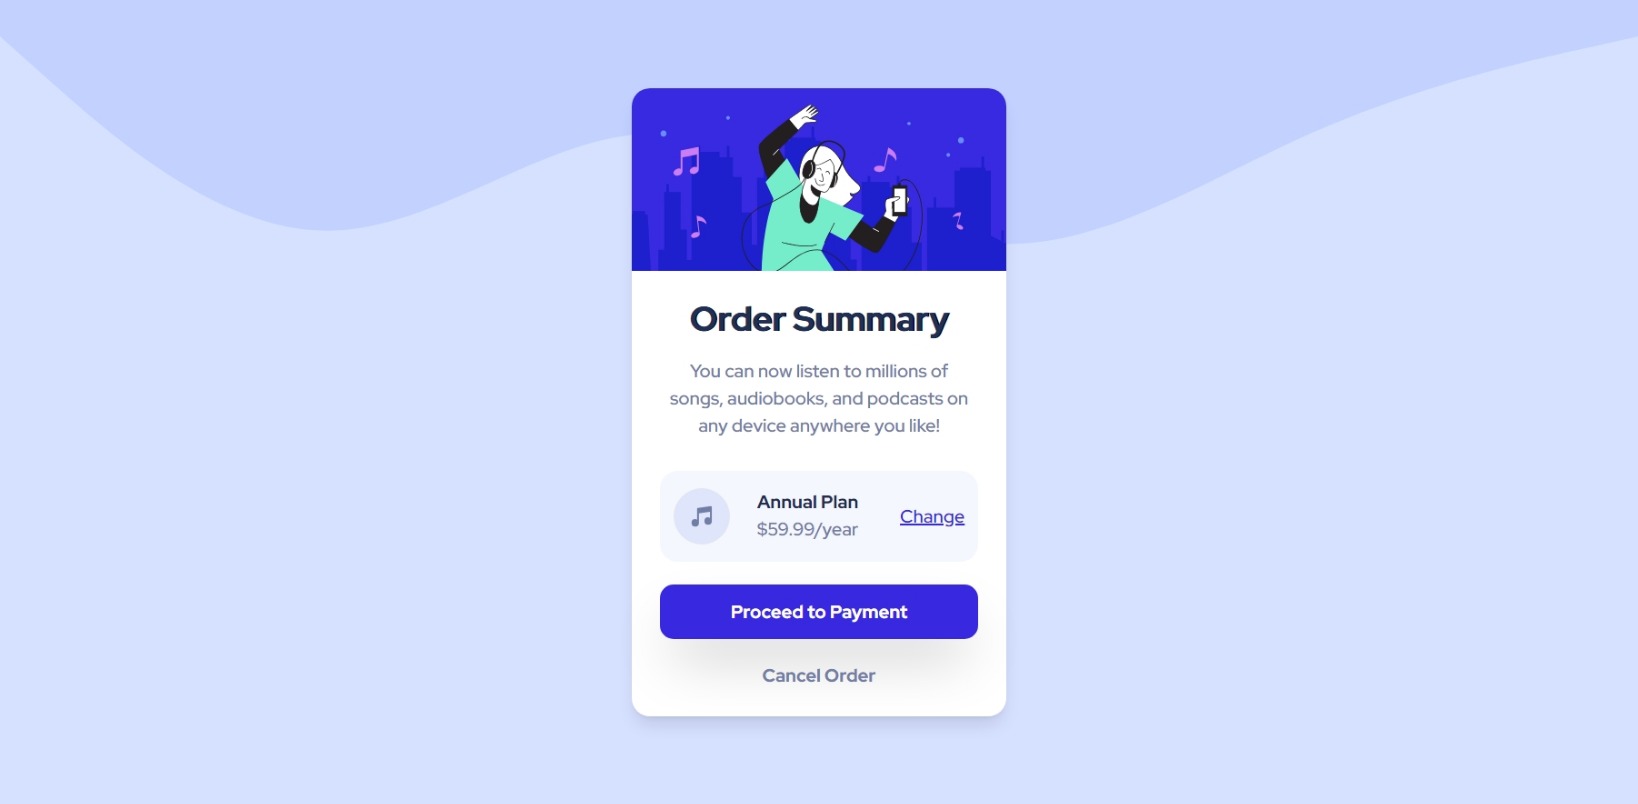 Order Summary
You can now listen to millions of
songs, audiobooks, and podcasts on
any device anywhere you like!
Annual Plan
$59.99/year
Change
Proceed to Payment
Cancel Order